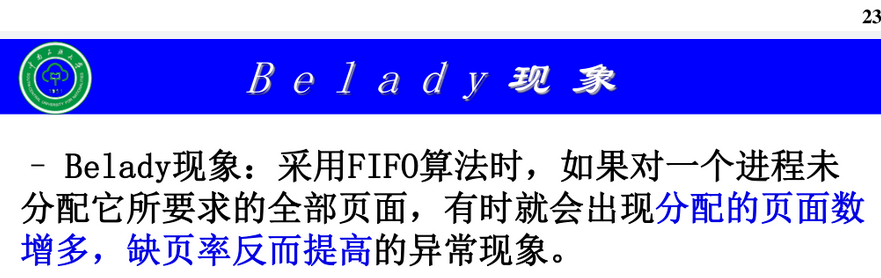 23
Belady现象
- Belady现象：采用FIFO算法时，如果对一个进程未
分配它所要求的全部页面，有时就会出现分配的页面数
增多，缺页率反而提高的异常现象。